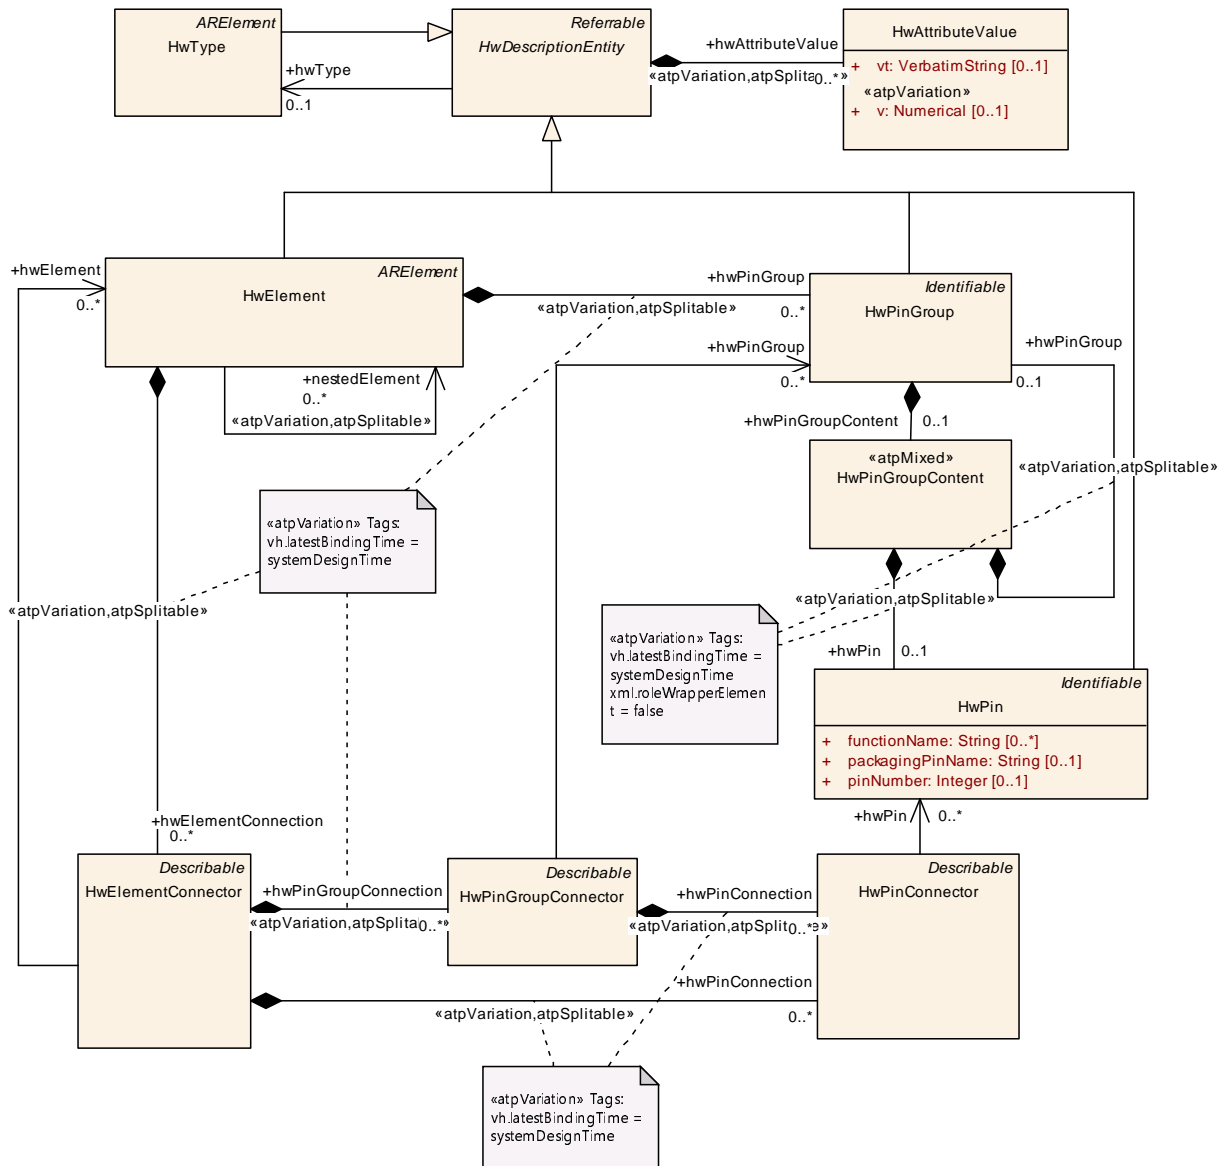 ARElement
HwType
Referrable
HwDescriptionEntity
+hwAttributeValue
«atpVariation,atpSplita
0..*
»
HwAttributeValue
+ vt: VerbatimString [0..1]
«atpVariation»
+ v: Numerical [0..1]
+hwType
0..1
+hwElement
0..*
ARElement
HwElement
+hwPinGroup
«atpVariation,atpSplitable»
0..*
Identifiable
HwPinGroup
+hwPinGroup
0..*
+hwPinGroup
0..1
+nestedElement
0..*
«atpVariation,atpSplitable»
+hwPinGroupContent
0..1
«atpMixed»
HwPinGroupContent
«atpVariation,atpSplitable»
«atpVariation» Tags:
vh.latestBindingTime =
systemDesignTime
«atpVariation,atpSplitable»
«atpVariation,atpSplitable»
«atpVariation» Tags:
vh.latestBindingTime =
systemDesignTime
xml.roleWrapperElemen
t = false
+hwPin
0..1
Identifiable
HwPin
+ functionName: String [0..*]
+ packagingPinName: String [0..1]
+ pinNumber: Integer [0..1]
+hwElementConnection
0..*
+hwPin
0..*
Describable
HwElementConnector
+hwPinGroupConnection
«atpVariation,atpSplita
0..*
»
Describable
HwPinGroupConnector
+hwPinConnection
«atpVariation,atpSplit
0..*
e»
Describable
HwPinConnector
+hwPinConnection
«atpVariation,atpSplitable»
0..*
«atpVariation» Tags:
vh.latestBindingTime =
systemDesignTime